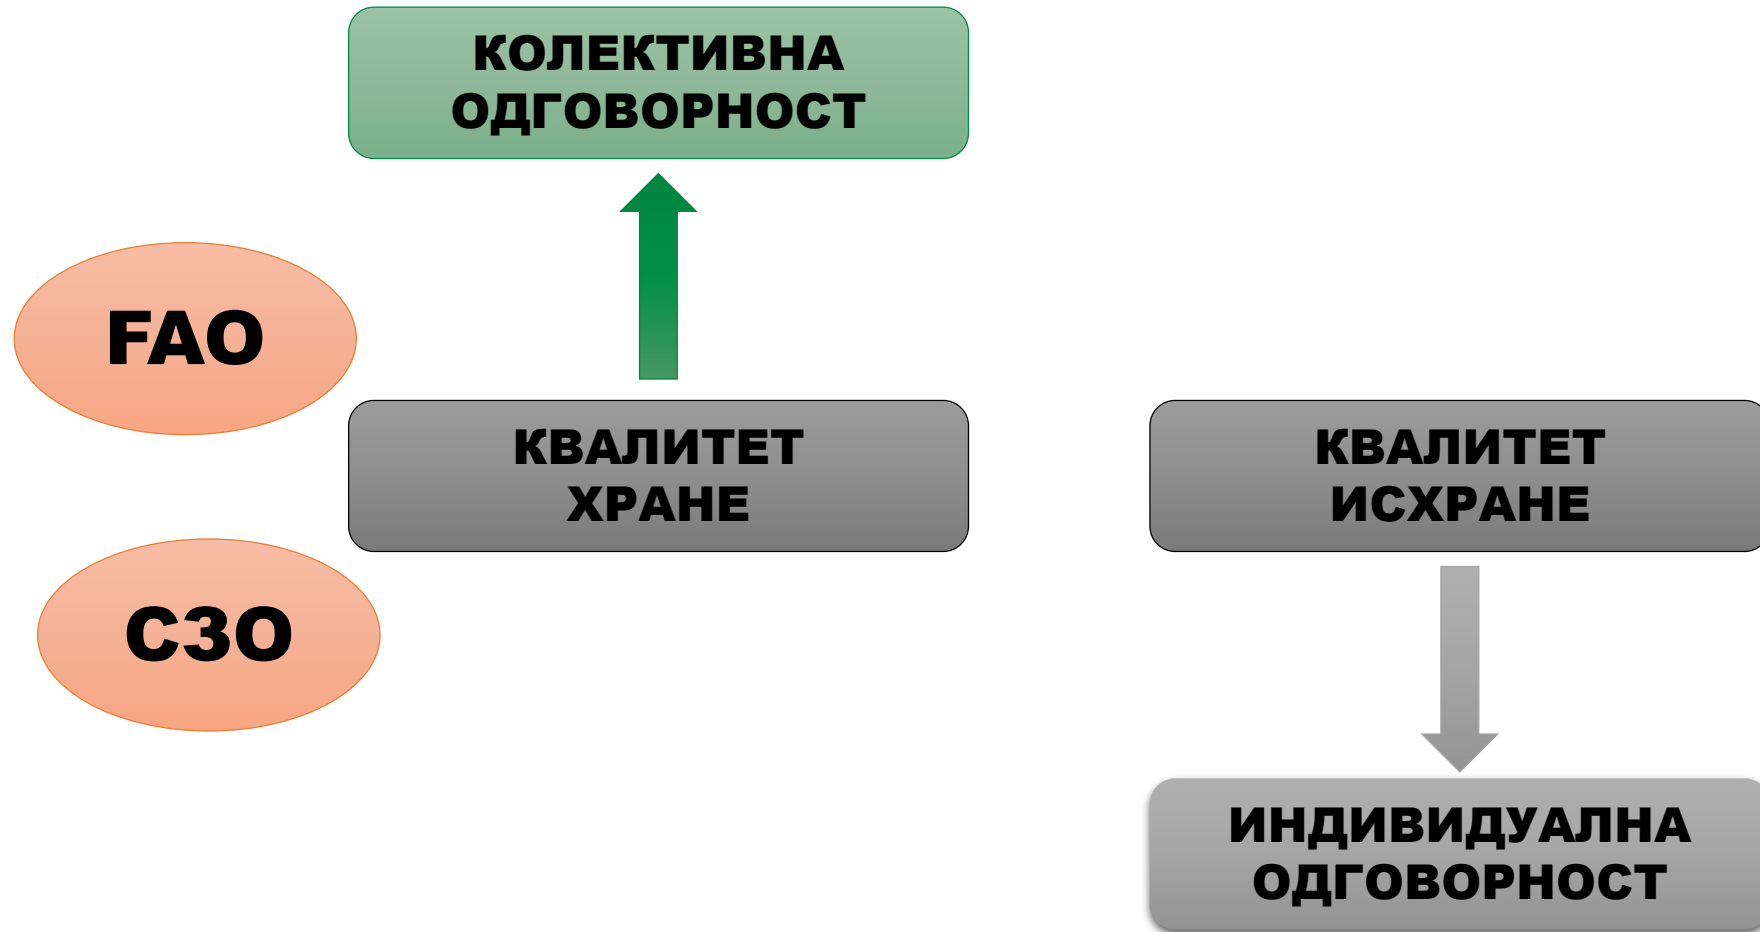 КОЛЕКТИВНА
ОДГОВОРНОСТ
FAO
КВАЛИТЕТ
ХРАНЕ
КВАЛИТЕТ
ИСХРАНЕ
СЗО
ИНДИВИДУАЛНА
ОДГОВОРНОСТ